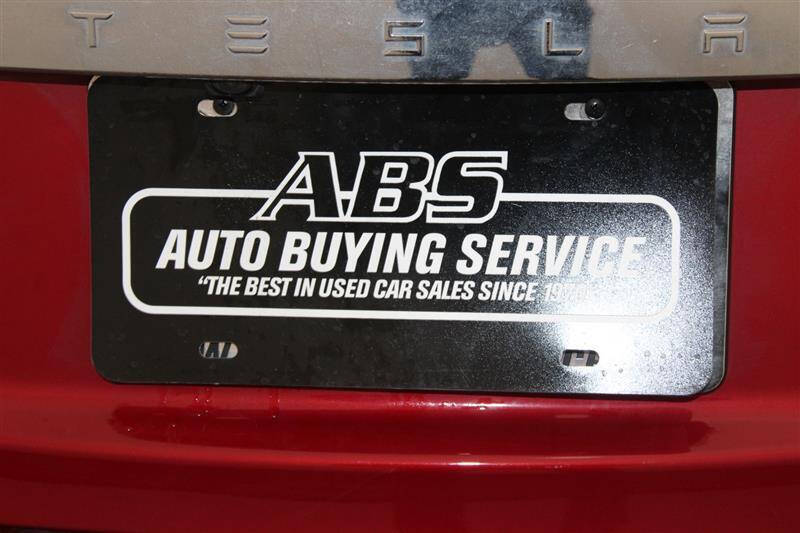 TESLA
ABS
AUTO BUYING SERVICE
"THE BEST IN USED CAR SALES SINCE